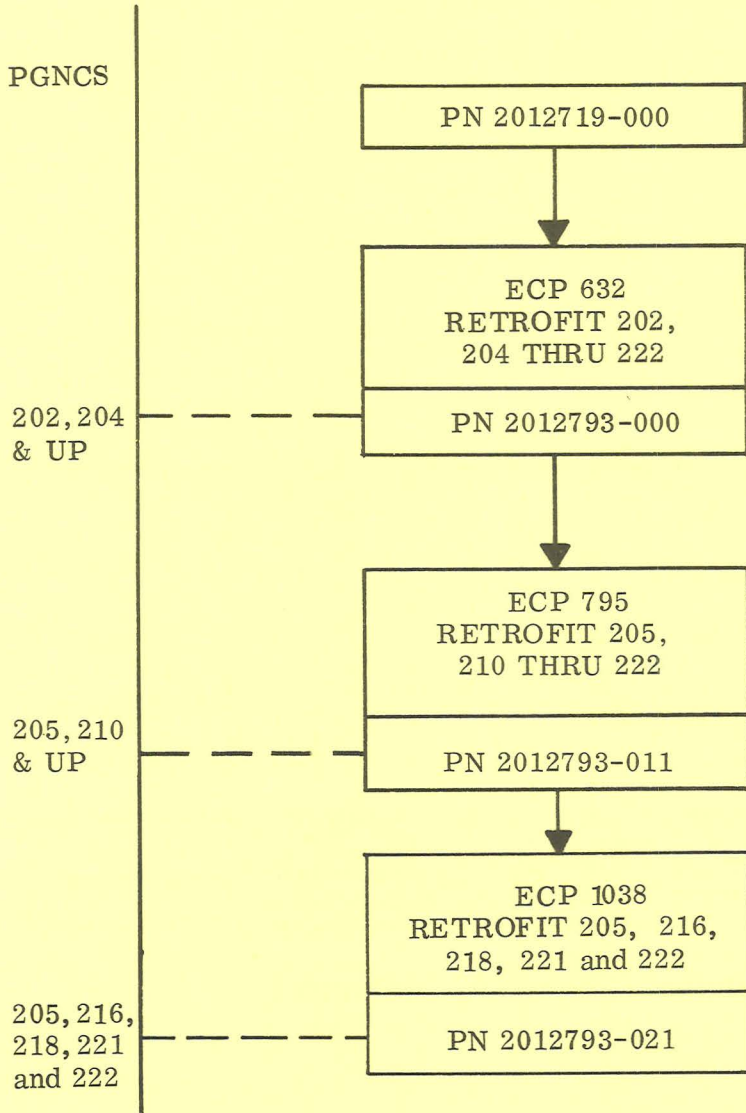 PGNCS
PN 2012719-000
ECP 632
RETROFIT 202,
204 THRU 222
202,204
& UP
PN 2012793-000
ECP 795
RETROFIT 205,
210 THRU 222
205,210
& UP
PN 2012793-011
ECP 1038
RETROFIT 205, 216,
218, 221 and 222
205,216,
218,221
and 222
PN 2012793-021